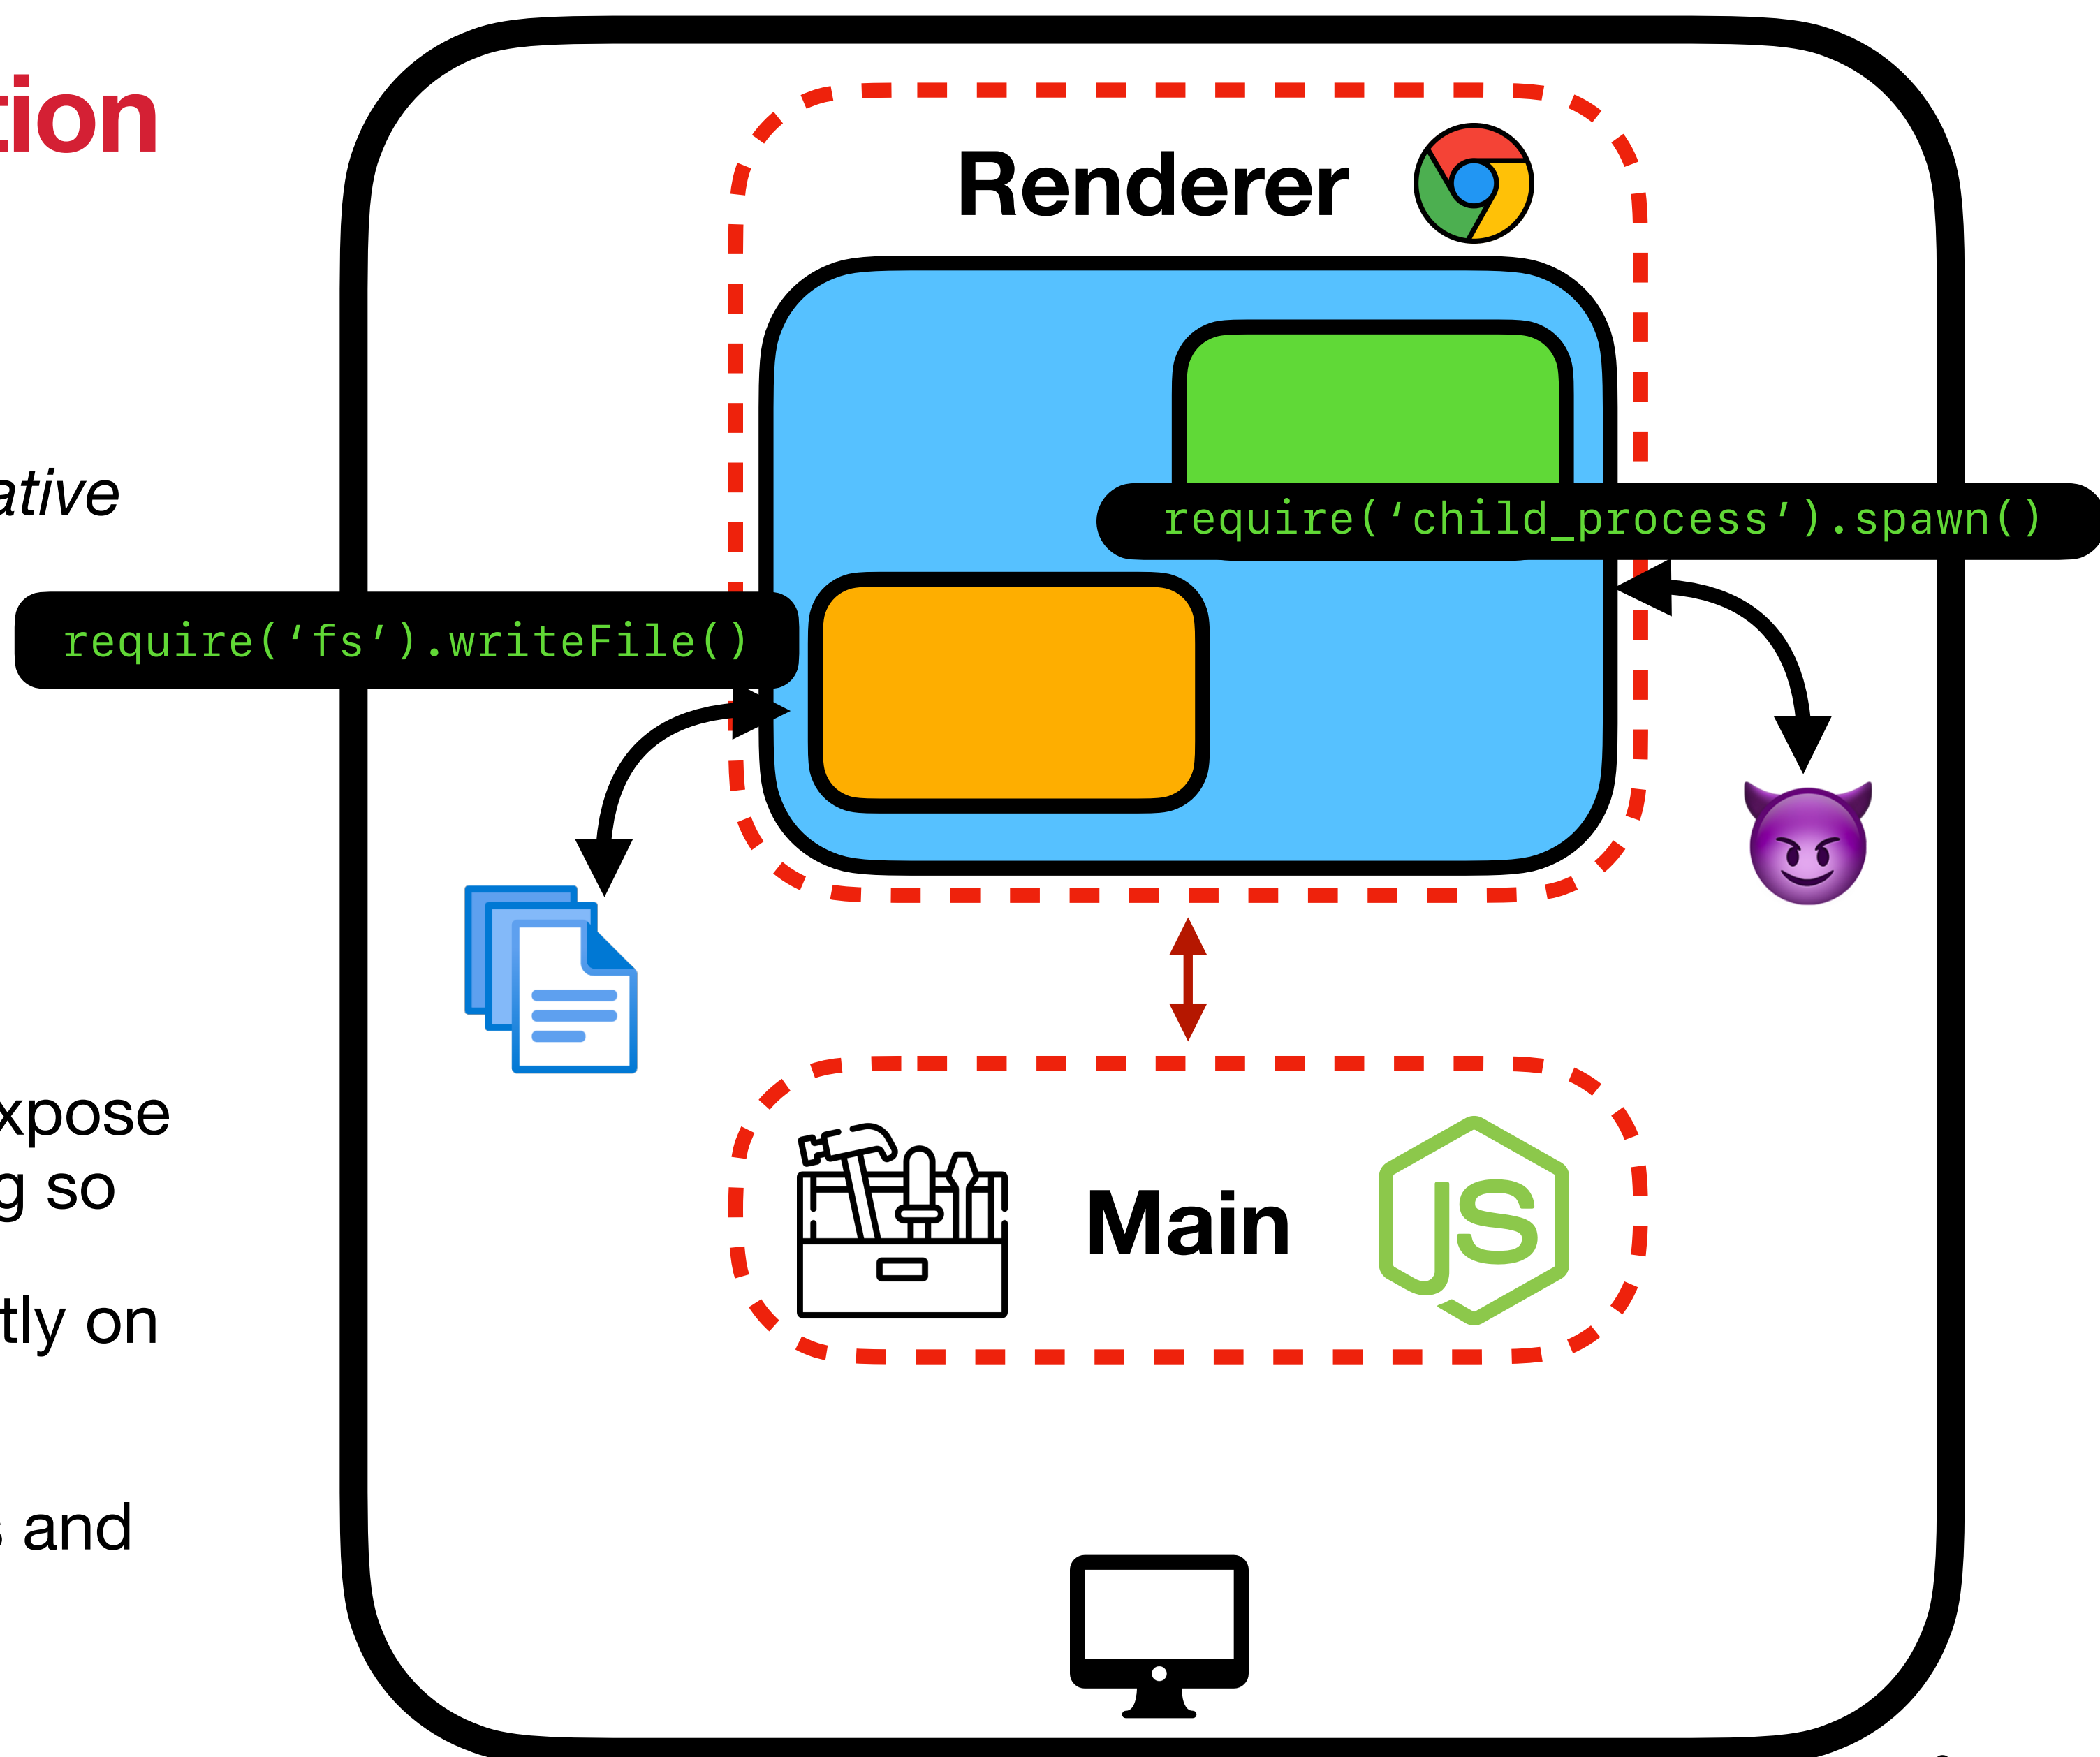 tion
Renderer
ative
require(‘child_process’).spawn()
require(‘fs’).writeFile()
xpose
g so
Main
JS
tly on
s and